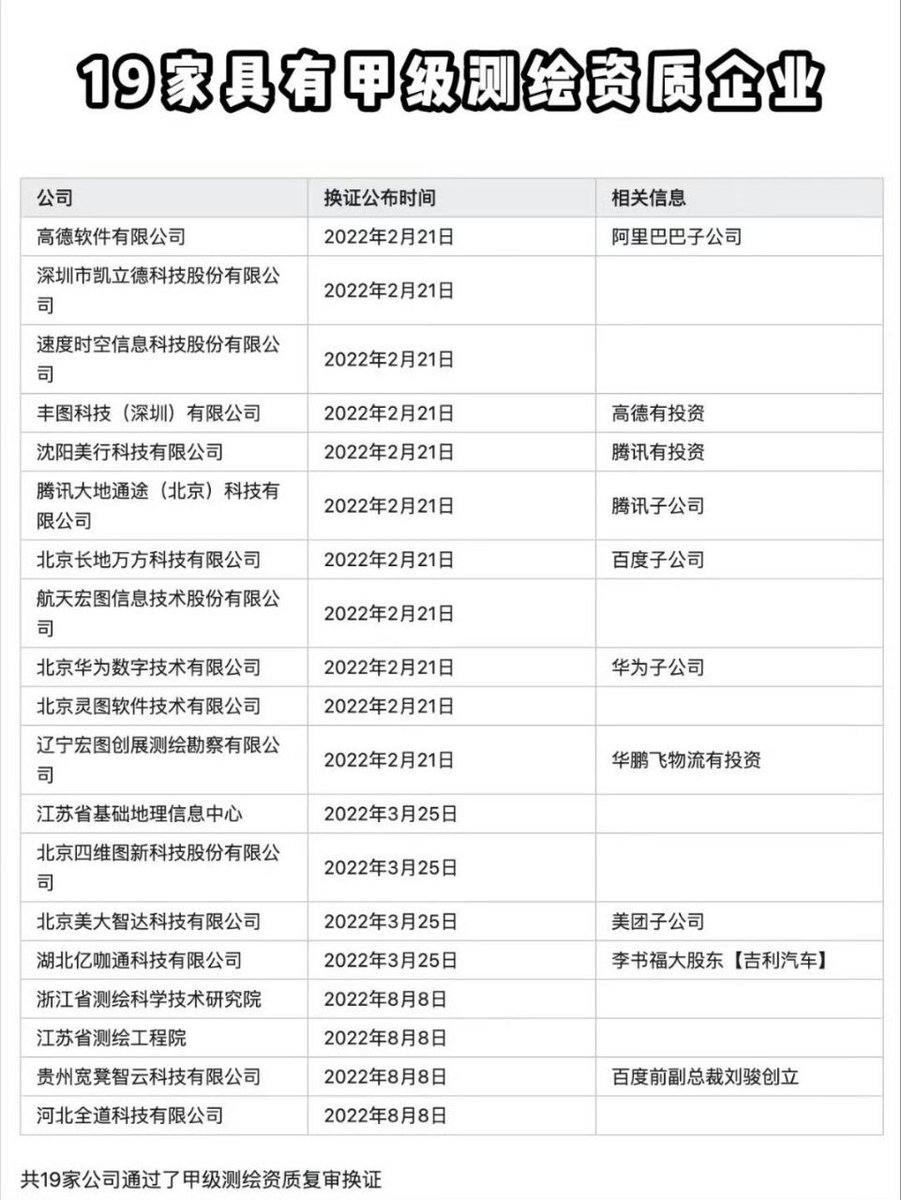 19家具有甲级测绘资质企业
公司 换证公布时间 相关信息
高德软件有限公司 2022年2月21日 阿里巴巴子公司
深圳市凯立德科技股份有限公
司 2022年2月21日
速度时空信息科技股份有限公
司 2022年2月21日
丰图科技（深圳）有限公司 2022年2月21日 高德有投资
沈阳美行科技有限公司 2022年2月21日 腾讯有投资
腾讯大地通途（北京）科技有
限公司 2022年2月21日 腾讯子公司
北京长地万方科技有限公司 2022年2月21日 百度子公司
航天宏图信息技术股份有限公
司 2022年2月21日
北京华为数字技术有限公司 2022年2月21日 华为子公司
北京灵图软件技术有限公司 2022年2月21日
辽宁宏图创展测绘勘察有限公
司 2022年2月21日 华鹏飞物流有投资
江苏省基础地理信息中心 2022年3月25日
北京四维图新科技股份有限公
司 2022年3月25日
北京美大智达科技有限公司 2022年3月25日 美团子公司
湖北亿咖通科技有限公司 2022年3月25日 李书福大股东【吉利汽车】
浙江省测绘科学技术研究院 2022年8月8日
江苏省测绘工程院 2022年8月8日
贵州宽凳智云科技有限公司 2022年8月8日 百度前副总裁刘骏创立
河北全道科技有限公司 2022年8月8日
共19家公司通过了甲级测绘资质复审换证